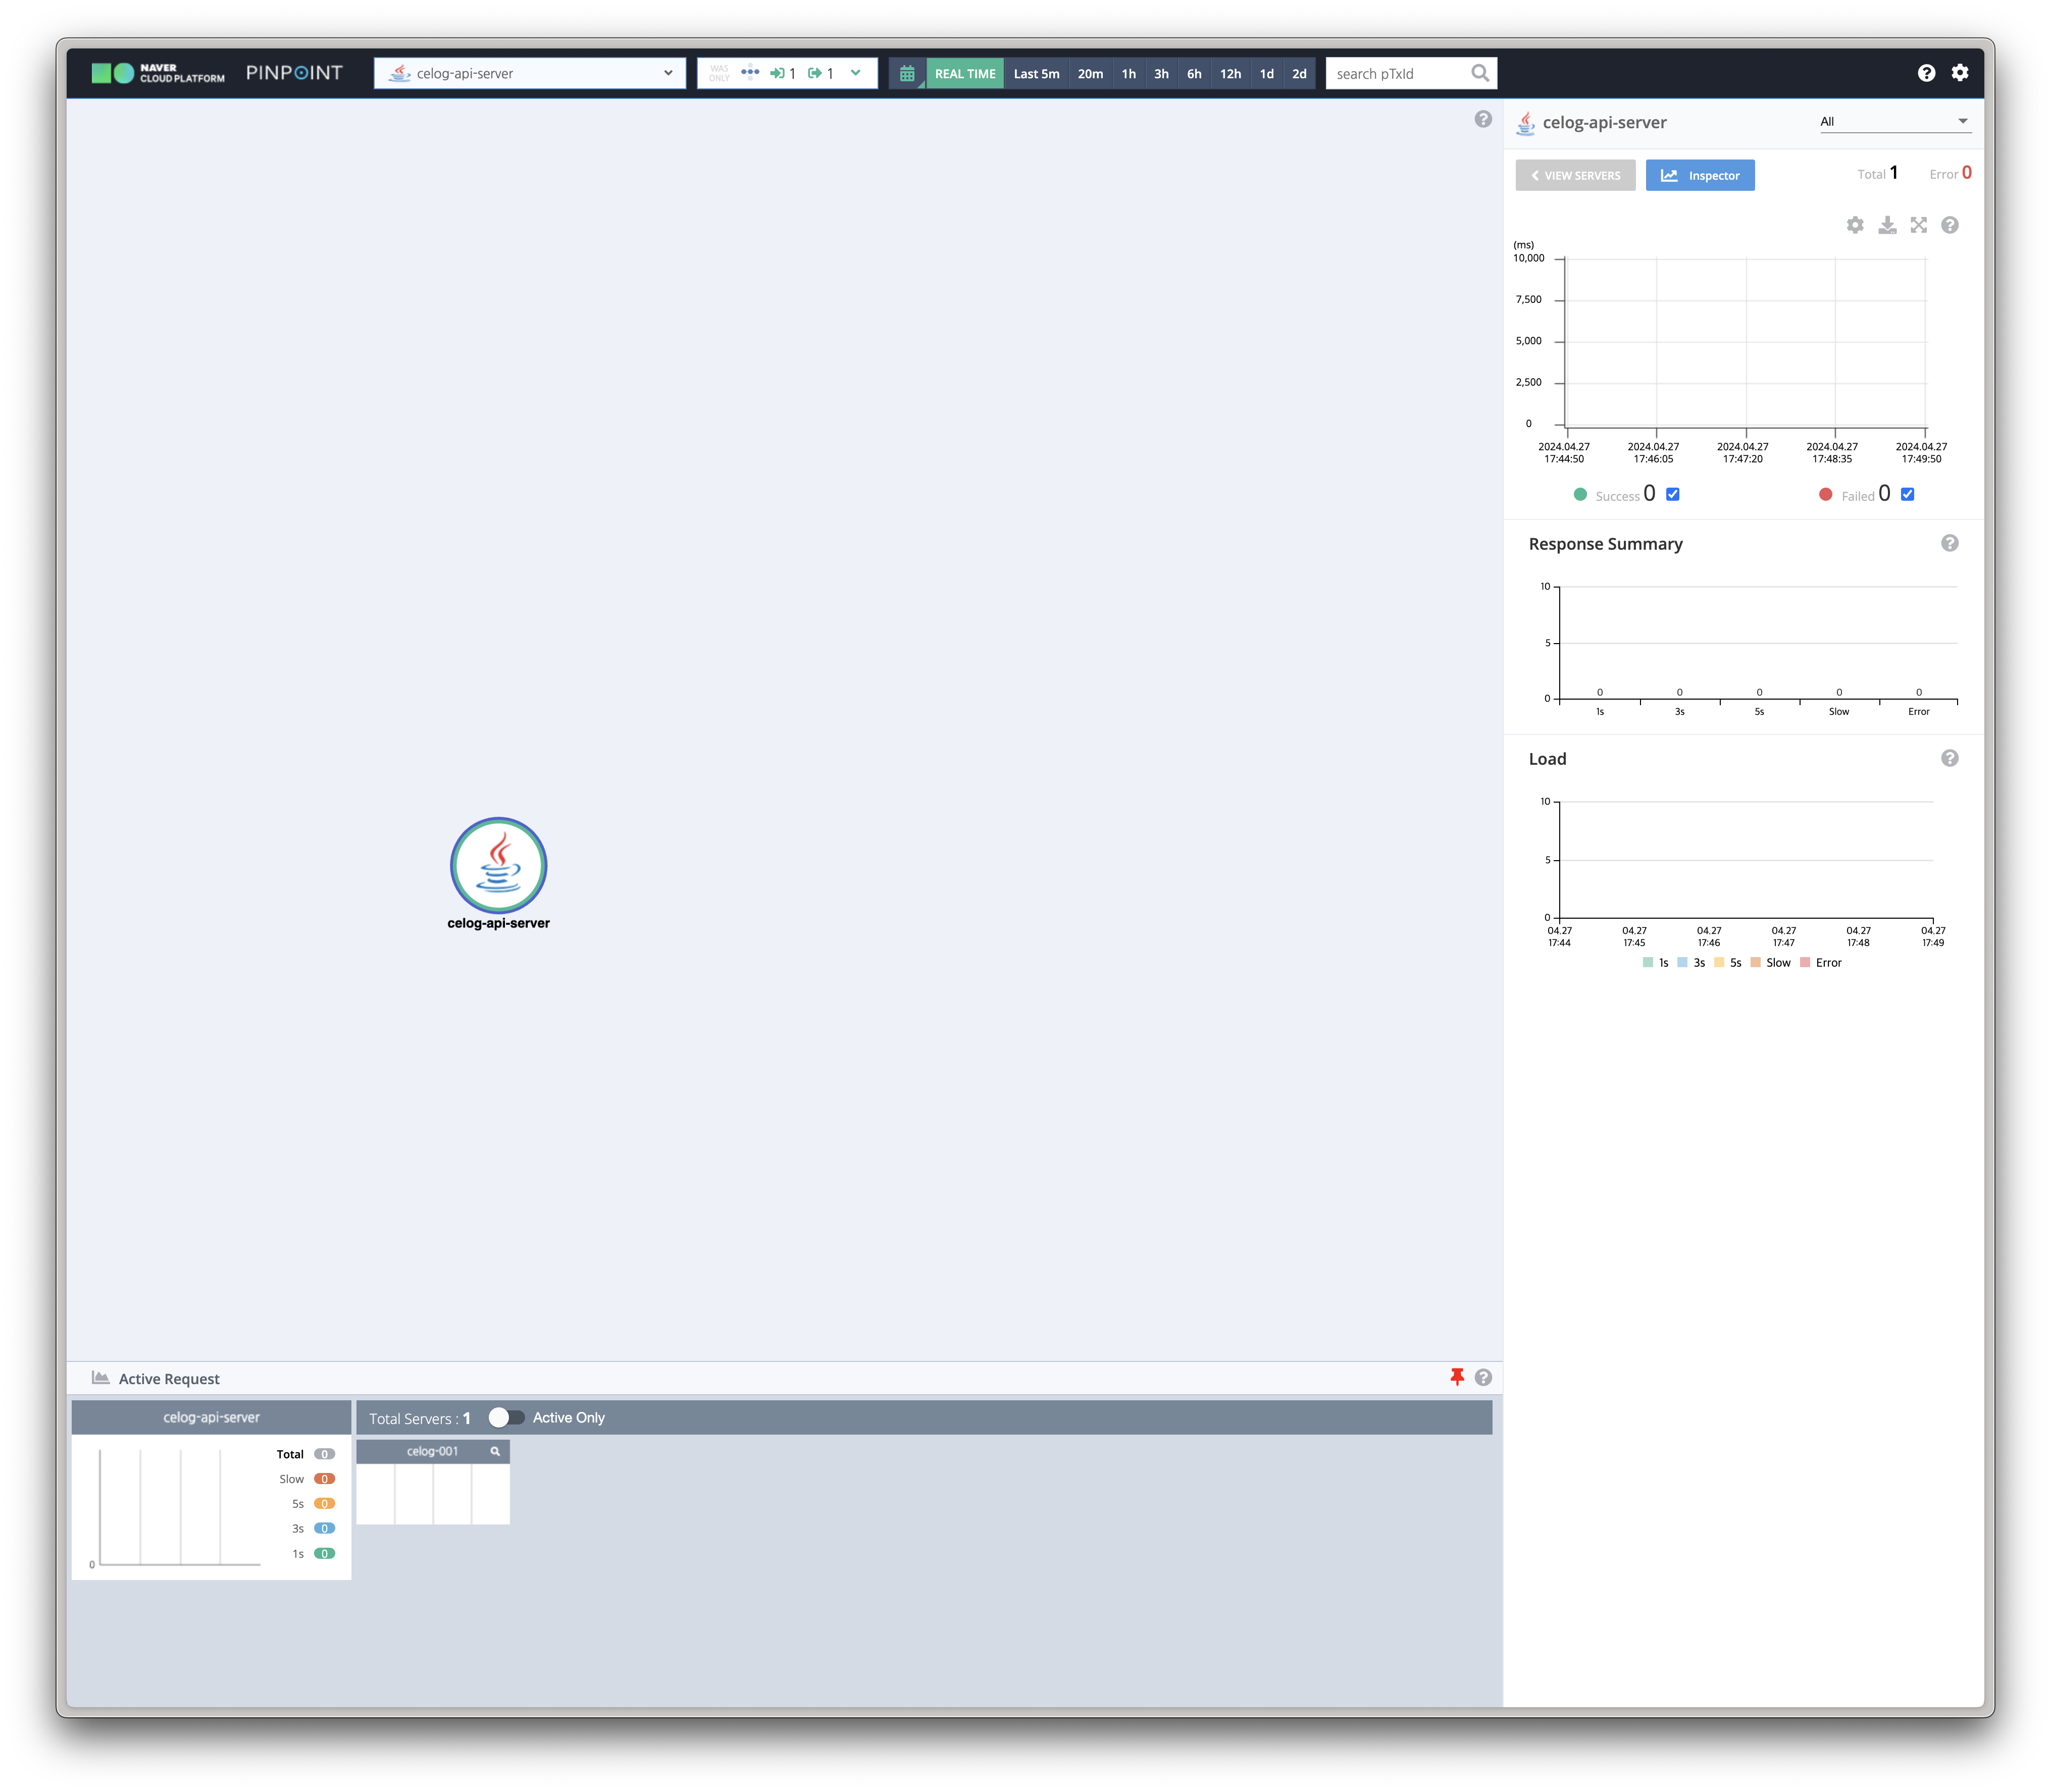 NAVER
CLOUD PLATFORM
PINPOINT
celog-api-server
WAS
ONLY
1
1
REAL TIME
Last 5m
20m
1h
3h
6h
12h
1d
2d
search pTxId
celog-api-server
All
VIEW SERVERS
Inspector
Total 1
Error 0
(ms)
10,000
7,500
5,000
2,500
0
2024.04.27
17:44:50
2024.04.27
17:46:05
2024.04.27
17:47:20
2024.04.27
17:48:35
2024.04.27
17:49:50
Success 0
Failed 0
Response Summary
10
5
0
0
0
0
0
0
1s
3s
5s
Slow
Error
Load
10
5
0
04.27
17:44
04.27
17:45
04.27
17:46
04.27
17:47
04.27
17:48
04.27
17:49
1s
3s
5s
Slow
Error
celog-api-server
Active Request
celog-api-server
Total 0
Slow 0
5s 0
3s 0
1s 0
0
Total Servers : 1
Active Only
celog-001